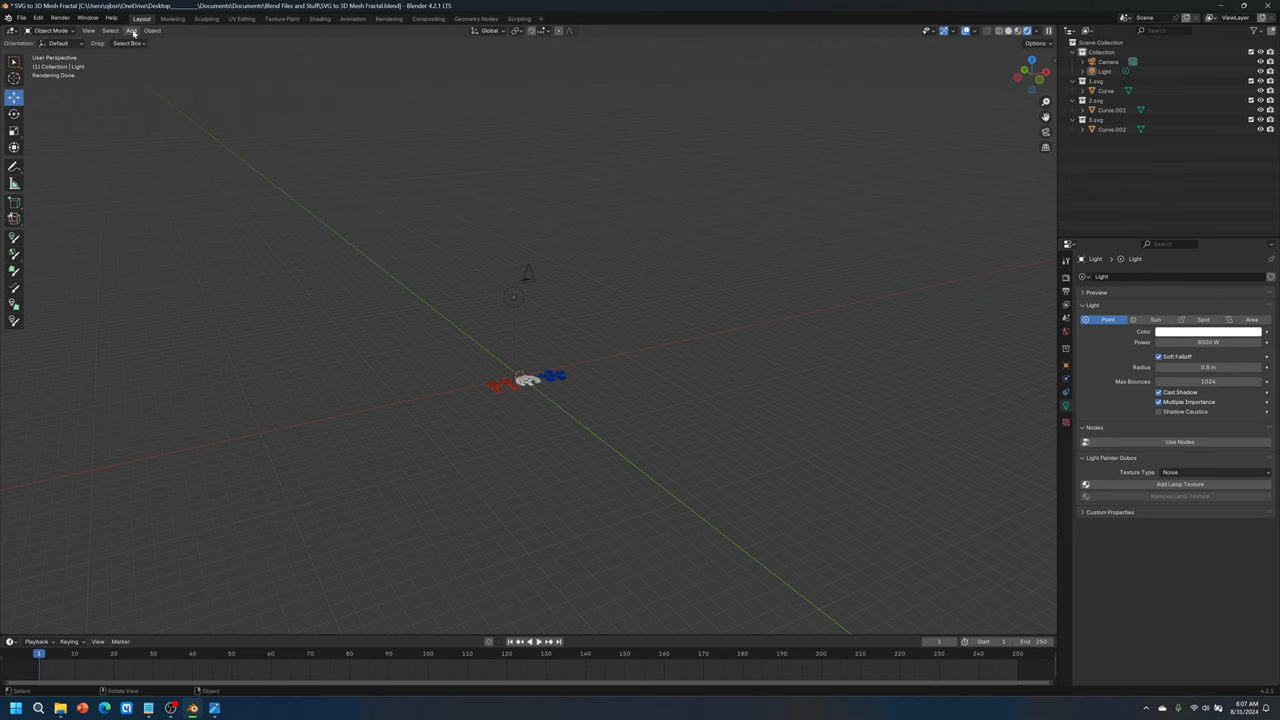 * SVG to 3D Mesh Fractal [C:\Users\ojbsr\OneDrive\Desktop_________\Documents\Documents\Blend Files and Stuff\SVG to 3D Mesh Fractal.blend] - Blender 4.2.1 LTS
File Edit Render Window Help Layout Modeling Sculpting UV Editing Texture Paint Shading Animation Rendering Compositing Geometry Nodes Scripting + Scene ViewLayer
Object Mode View Select Add Object Global Search
Orientation: Default Drag: Select Box Options
User Perspective
(1) Collection | Light
Rendering Done
Z
Y
X
Scene Collection
Collection
Camera
Light
1.svg
Curve
2.svg
Curve.001
3.svg
Curve.002
Search
Light Light
Light
Preview
Light
Point Sun Spot Area
Color
Power 8000 W
Soft Falloff
Radius 0.8 m
Max Bounces 1024
Cast Shadow
Multiple Importance
Shadow Caustics
Nodes
Use Nodes
Light Painter Gobos
Texture Type Noise
Add Lamp Texture
Remove Lamp Texture
Custom Properties
Playback Keying View Marker 1 Start 1 End 250
1 10 20 30 40 50 60 70 80 90 100 110 120 130 140 150 160 170 180 190 200 210 220 230 240 250
Select Rotate View Object 4.2.1
8:07 AM
8/31/2024